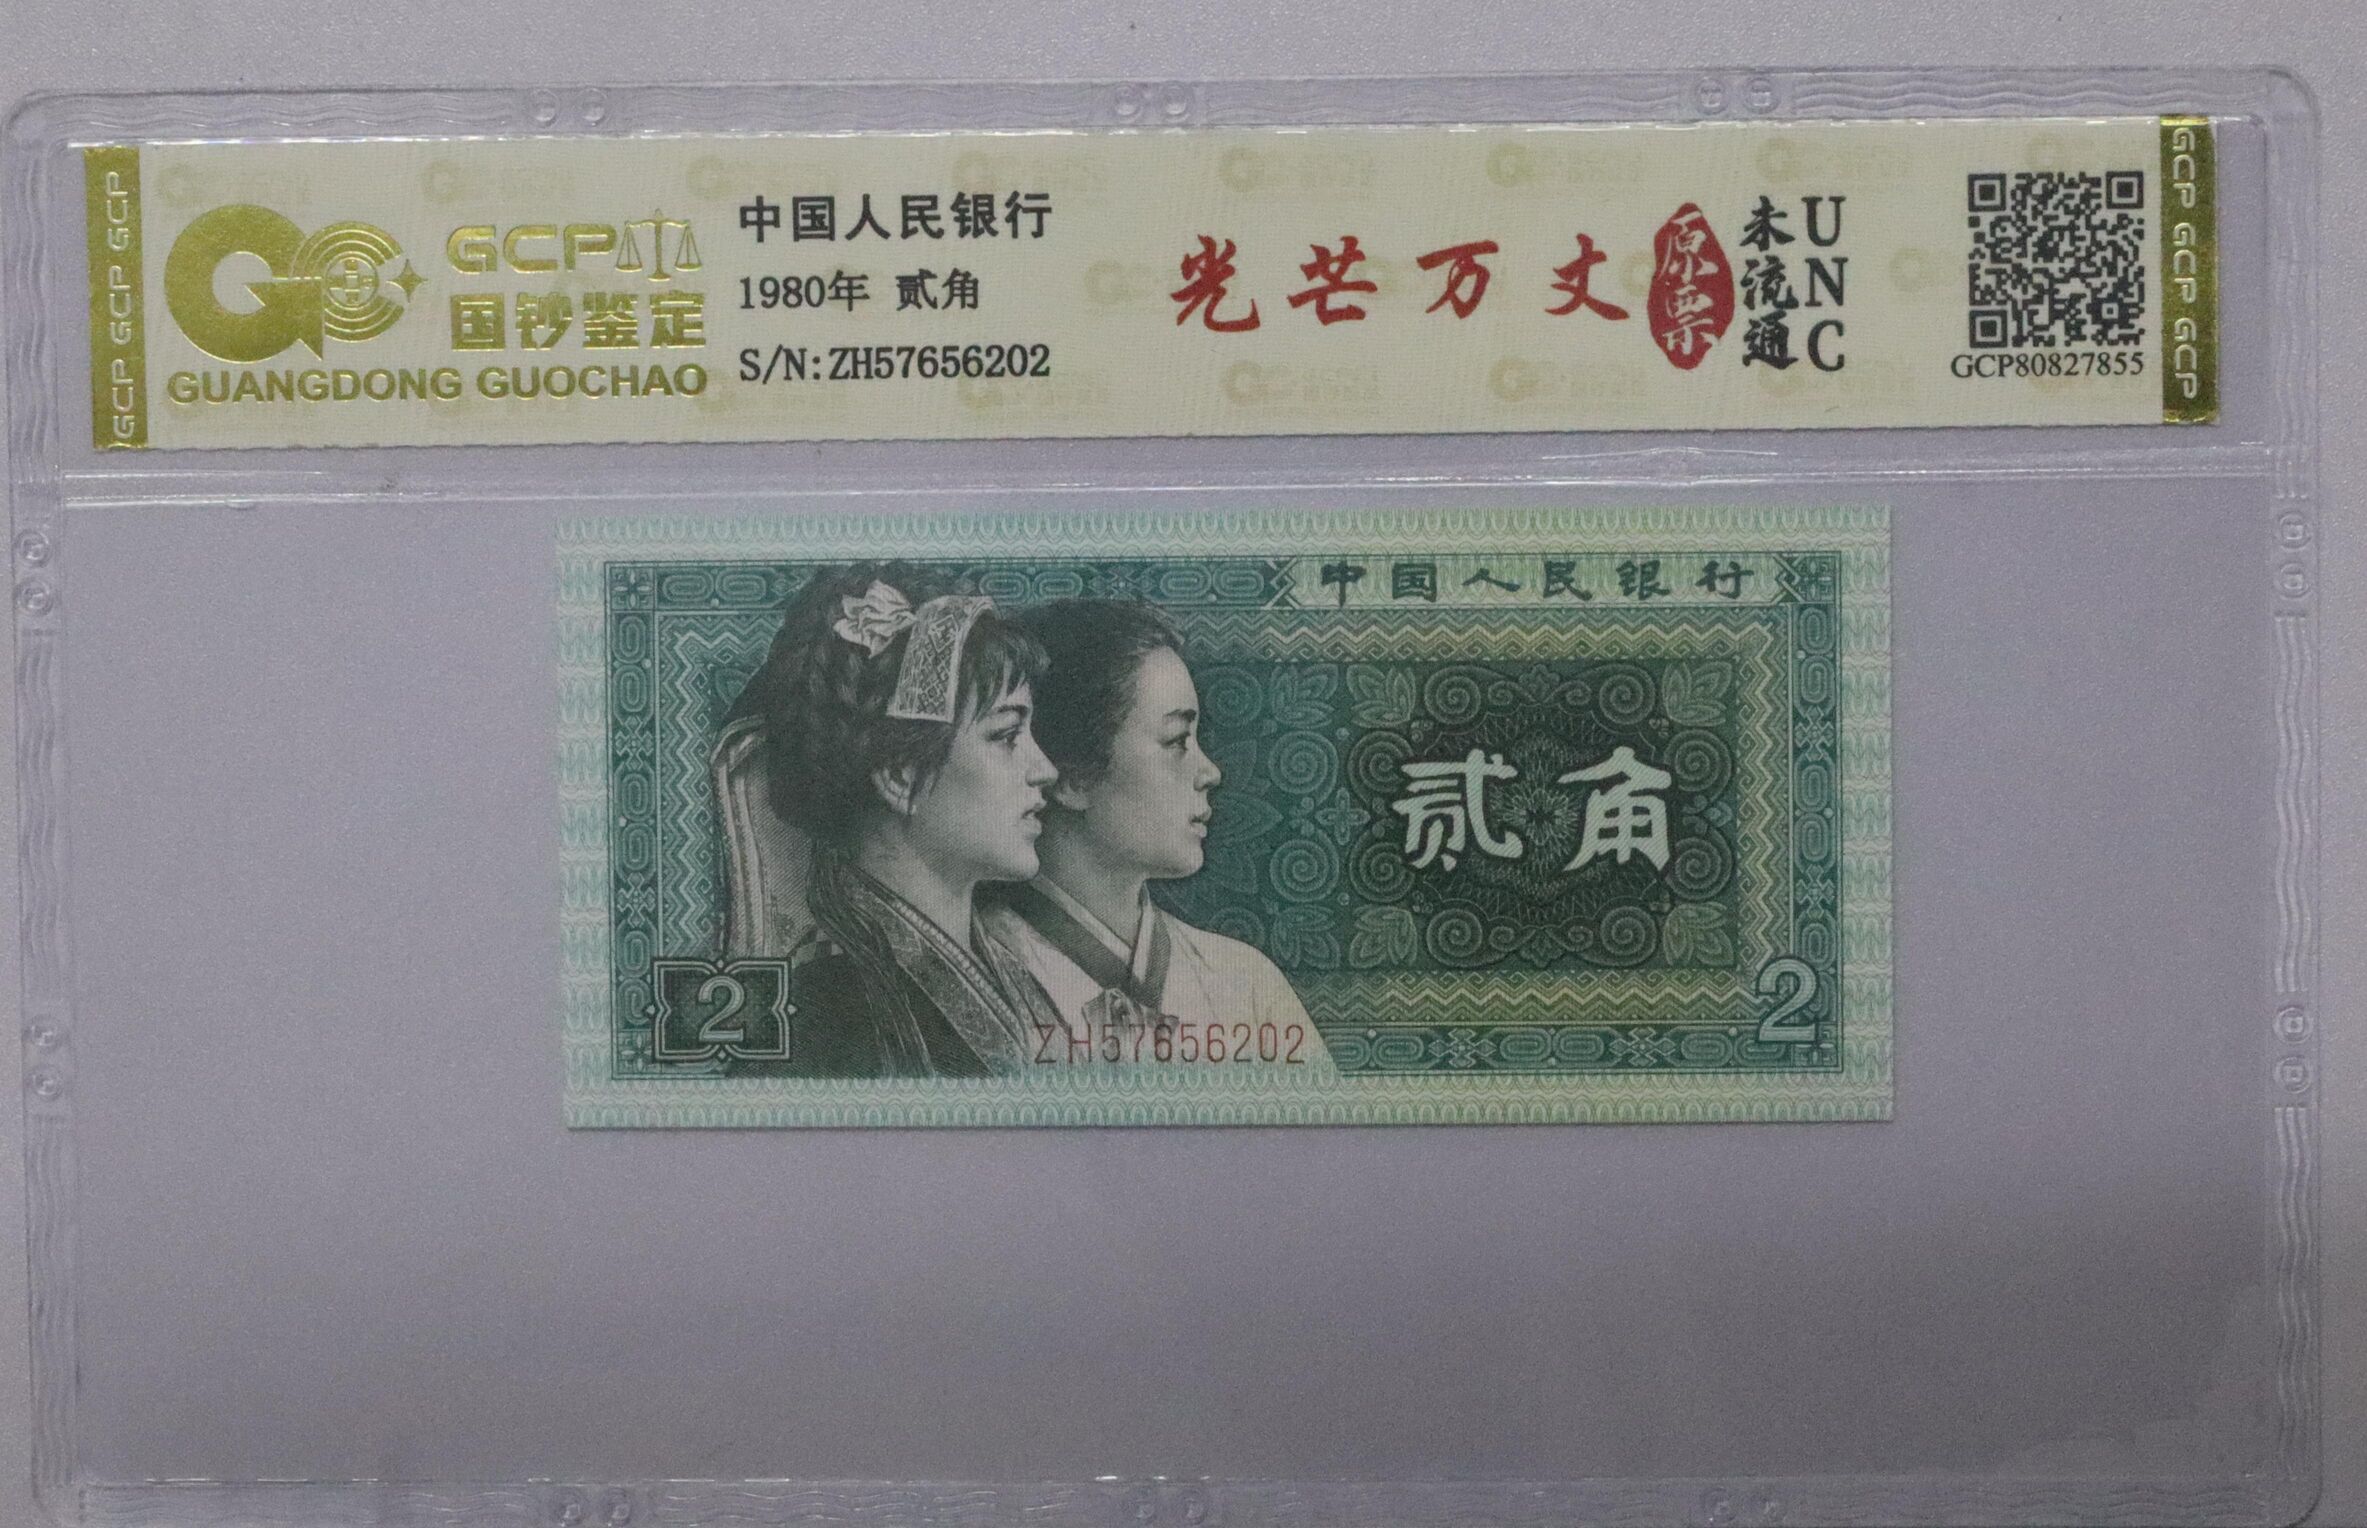 GCP GCP GCP
GCP
国钞鉴定
GUANGDONG GUOCHAO
中国人民银行
1980年 贰角
S/N:ZH57656202
光芒万丈
原票
未流通
UNC
GCP80827855
GCP GCP GCP
中国人民银行
贰角
2
2
ZH57656202